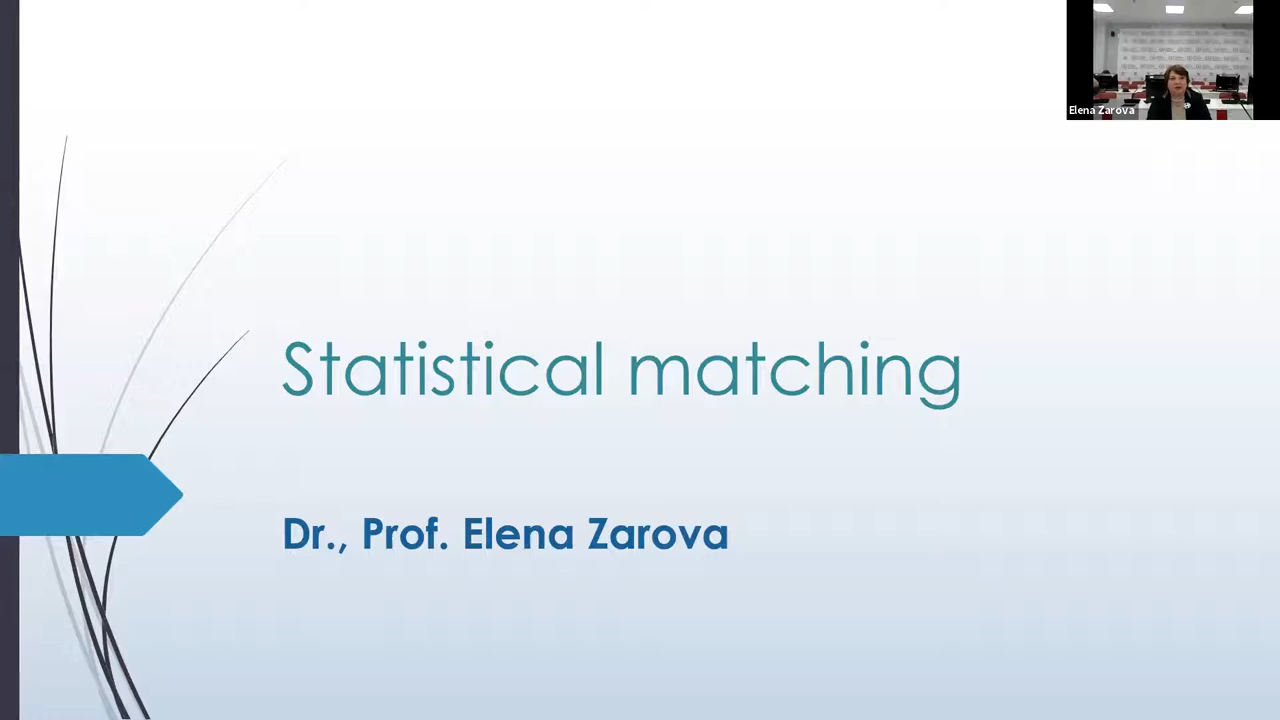 Elena Zarova
Statistical matching
Dr., Prof. Elena Zarova